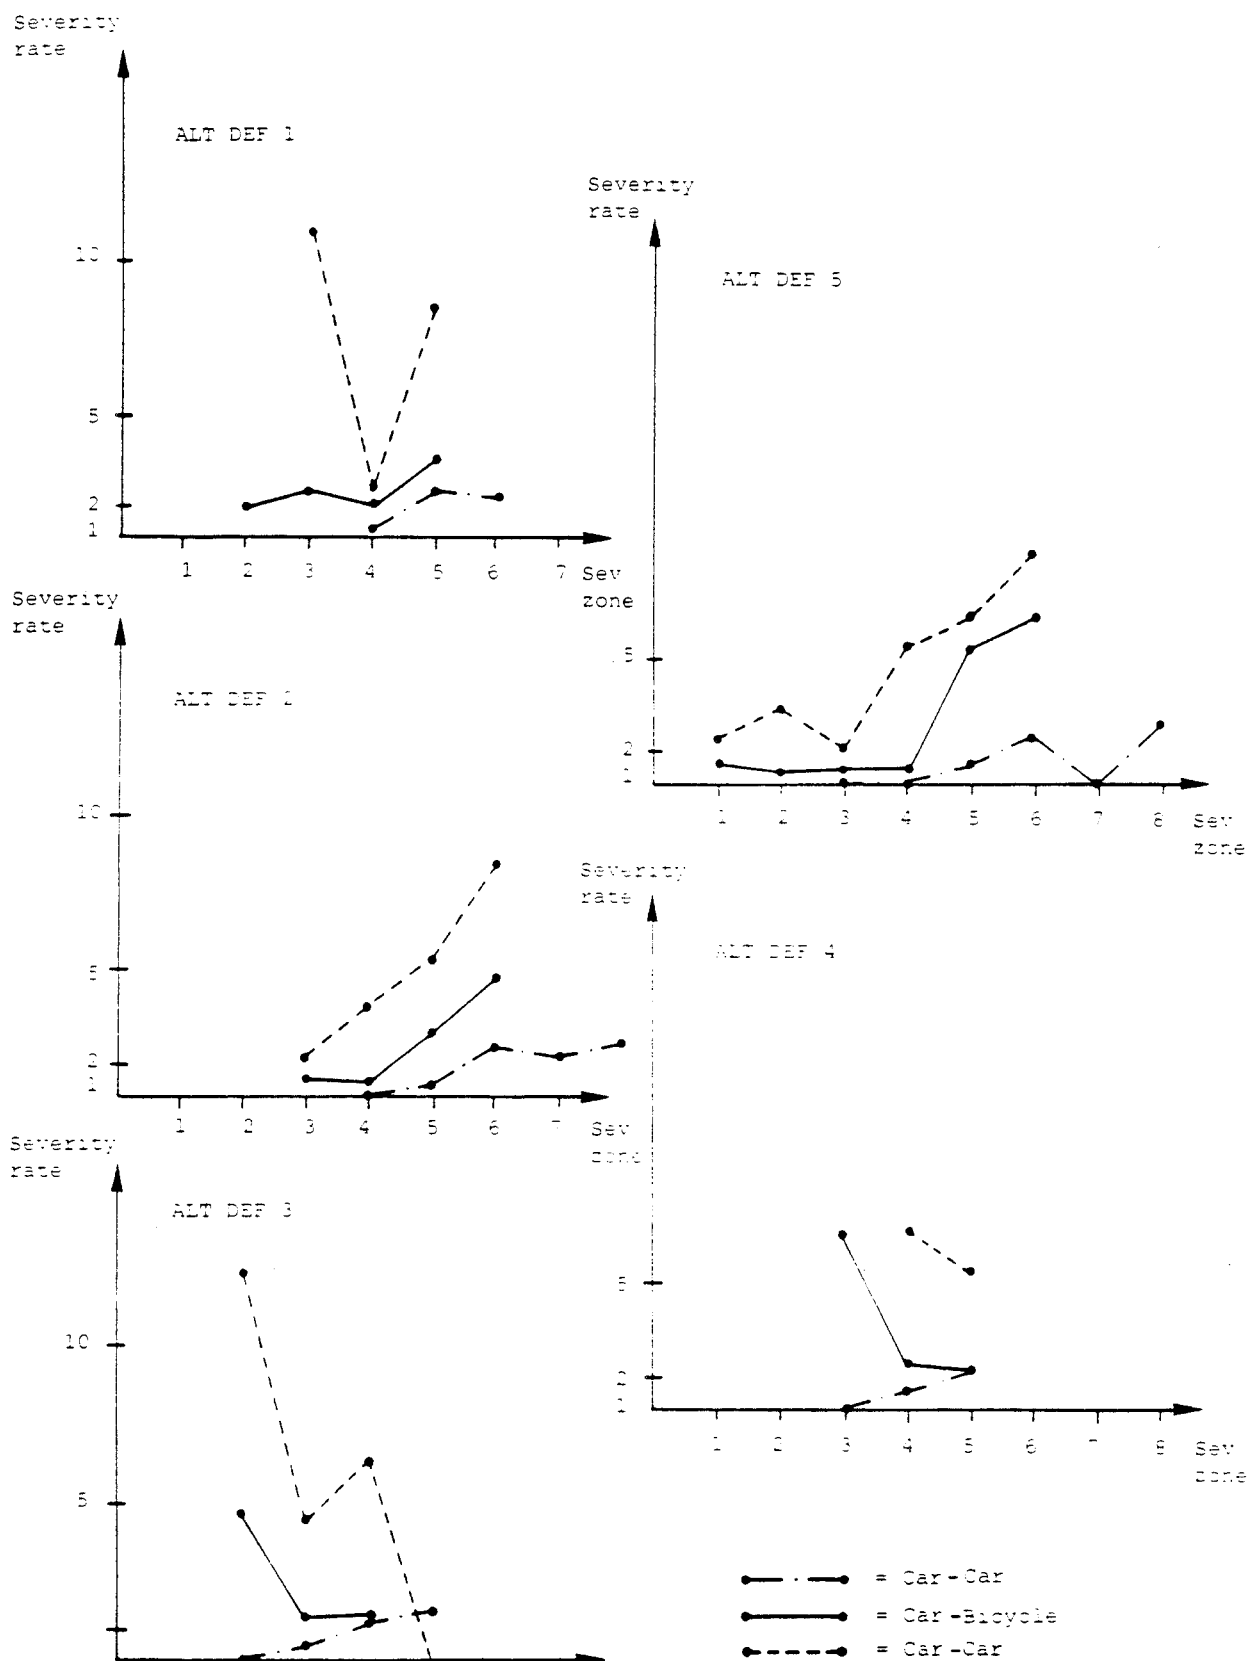 Severity
rate
ALT DEF 1
10
5
2
1
1 2 3 4 5 6 7 Sev
zone
Severity
rate
ALT DEF 5
5
2
1
1 2 3 4 5 6 7 8 Sev
zone
Severity
rate
ALT DEF 2
10
5
2
1
1 2 3 4 5 6 7 Sev
zone
Severity
rate
ALT DEF 4
5
2
1
1 2 3 4 5 6 7 8 Sev
zone
Severity
rate
ALT DEF 3
10
5
= Car-Car
= Car-Bicycle
= Car-Car